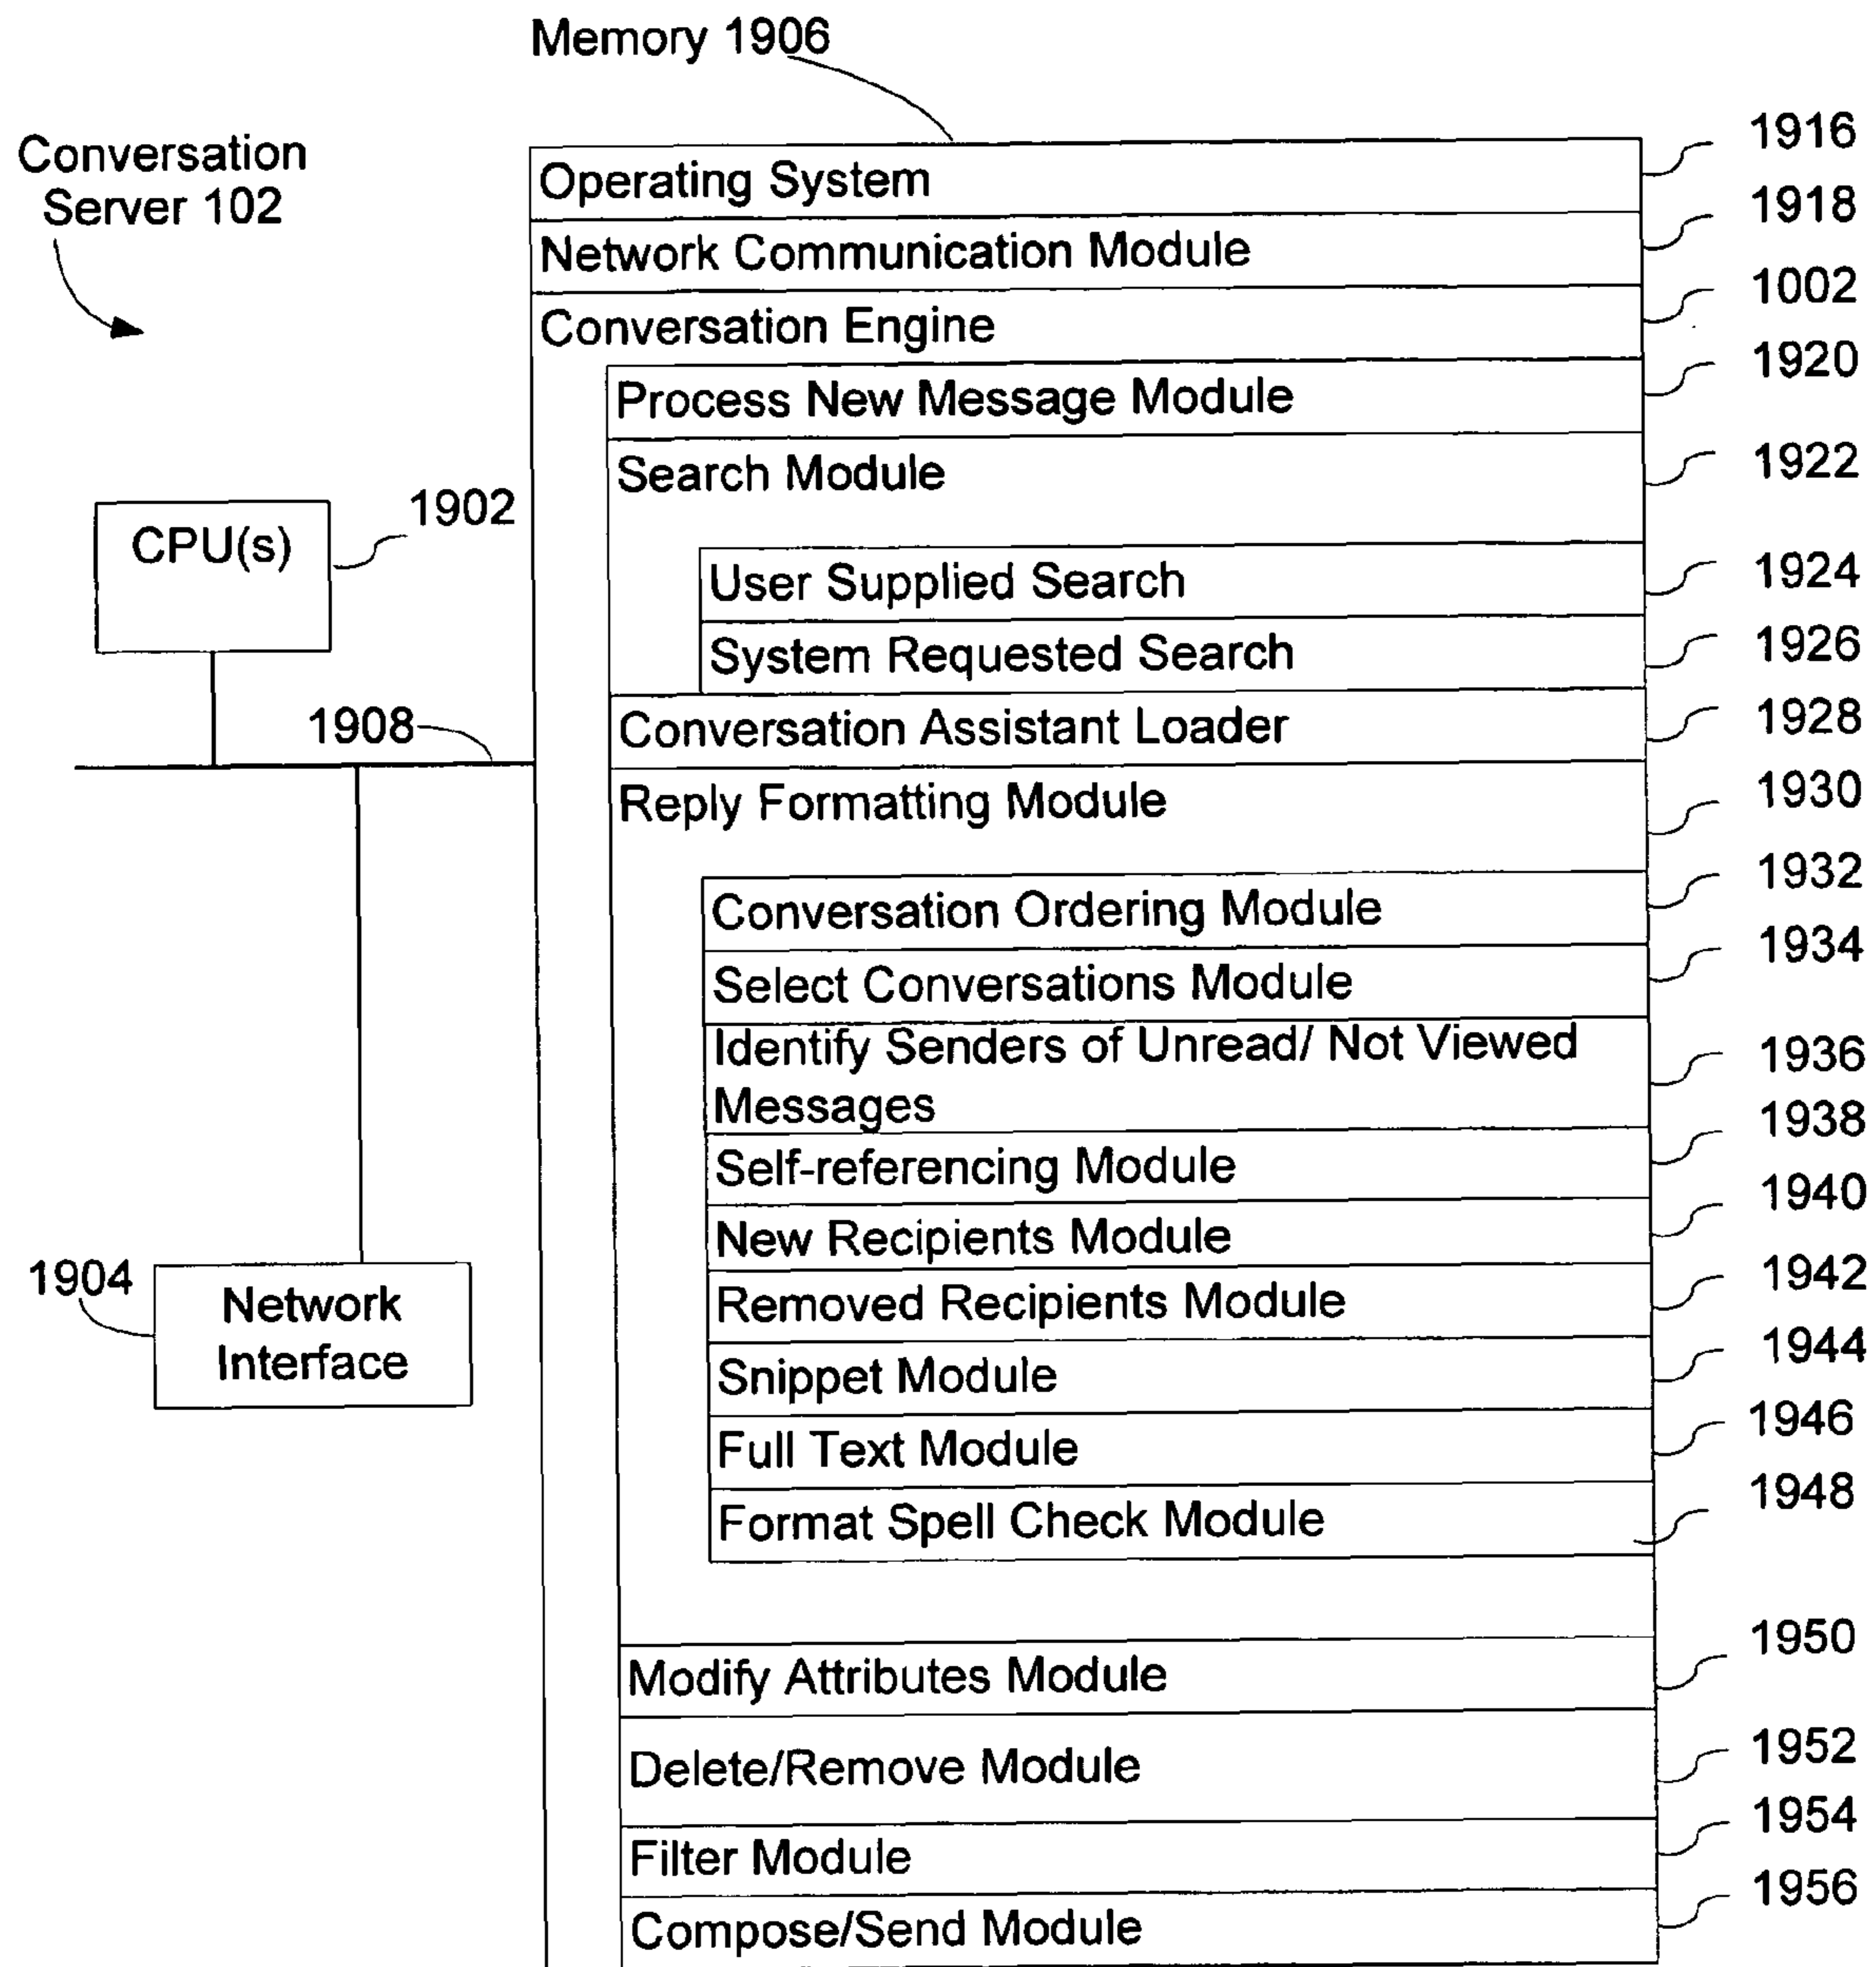 Memory 1906
Conversation
Server 102
Operating System
1916
Network Communication Module
1918
Conversation Engine
1002
Process New Message Module
1920
Search Module
1922
User Supplied Search
1924
System Requested Search
1926
Conversation Assistant Loader
1928
Reply Formatting Module
1930
Conversation Ordering Module
1932
Select Conversations Module
1934
Identify Senders of Unread/ Not Viewed
Messages
1936
Self-referencing Module
1938
New Recipients Module
1940
Removed Recipients Module
1942
Snippet Module
1944
Full Text Module
1946
Format Spell Check Module
1948
Modify Attributes Module
1950
Delete/Remove Module
1952
Filter Module
1954
Compose/Send Module
1956
CPU(s)
1902
1908
1904
Network
Interface